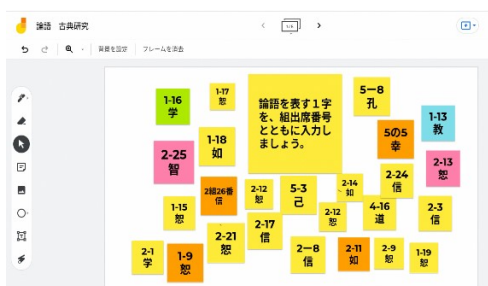 論語 古典研究
背景を設定 フレームを消去
論語を表す１字
を、組出席番号
とともに入力し
ましょう。
1-16
学
1-17
恕
5ー8
孔
1-13
教
5の5
幸
1-18
如
2-25
智
2-13
恕
2組26番
信
2-12
恕
5-3
己
2-14
如
2-24
信
1-15
恕
2-12
恕
4-16
道
2-3
信
2-17
信
2-21
恕
2-1
学
1-9
恕
2ー8
信
2-11
如
2-9
恕
1-19
恕